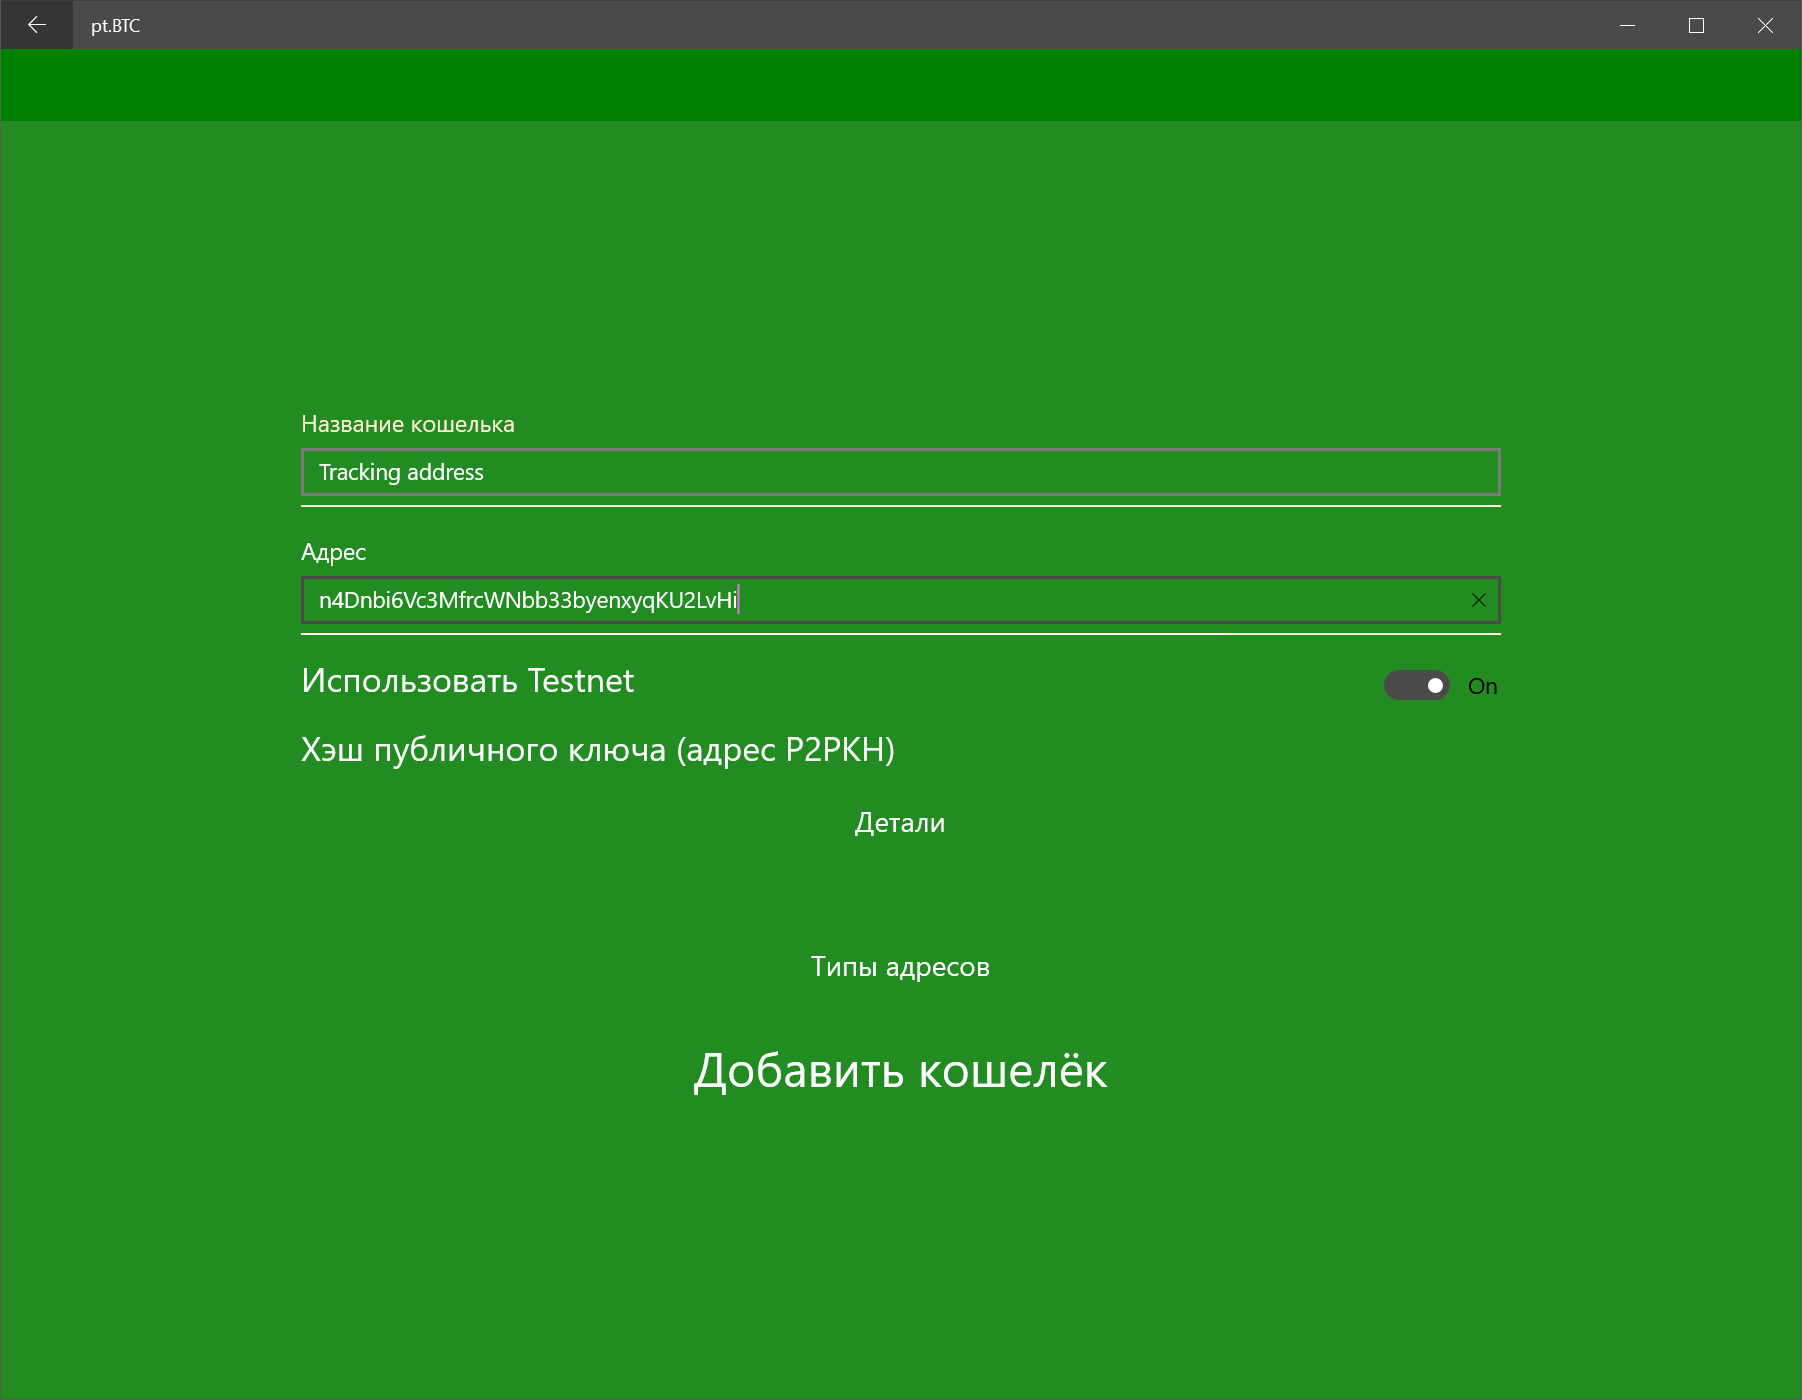 pt.BTC
Название кошелька
Tracking address
Адрес
n4Dnbi6Vc3MfrcWNbb33byenxyqKU2LvHi
Использовать Testnet
On
Хэш публичного ключа (адрес P2PKH)
Детали
Типы адресов
Добавить кошелёк